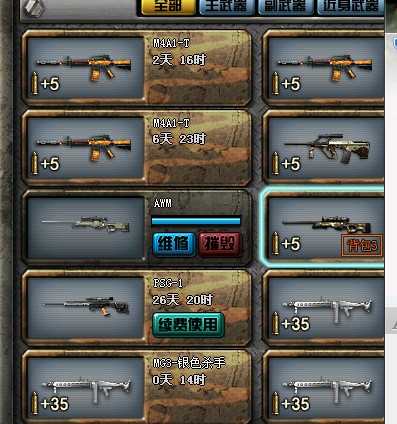 全部 主武器 副武器 近身武器
M4A1-T
2天 16时
+5
+5
M4A1-T
6天 23时
+5
+5
AWM
维修 摧毁
+5
背包3
PSG-1
26天 20时
续费使用
+35
MG3-银色杀手
0天 14时
+35
+35